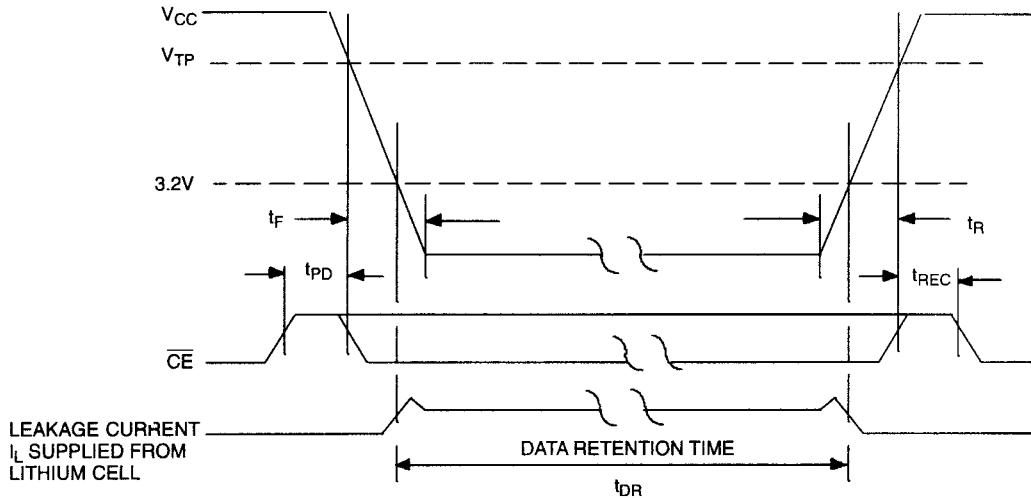 VCC
VTP
3.2V
tF
tR
tPD
tREC
CE
LEAKAGE CURRENT
IL SUPPLIED FROM
LITHIUM CELL
DATA RETENTION TIME
tDR